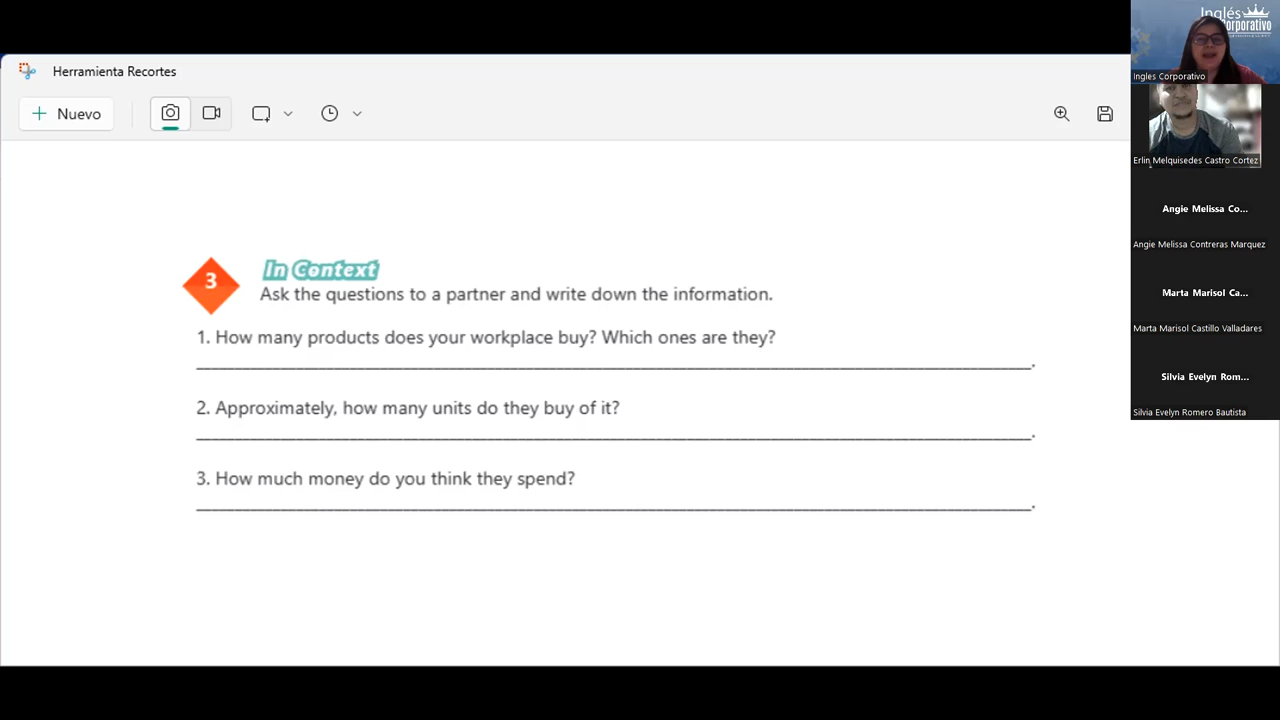 Herramienta Recortes
Nuevo
3
In Context
Ask the questions to a partner and write down the information.
1. How many products does your workplace buy? Which ones are they?
2. Approximately, how many units do they buy of it?
3. How much money do you think they spend?
Inglés
Corporativo
Ingles Corporativo
Erlin Melquisedes Castro Cortez
Angie Melissa Co...
Angie Melissa Contreras Marquez
Marta Marisol Ca...
Marta Marisol Castillo Valladares
Silvia Evelyn Rom...
Silvia Evelyn Romero Bautista